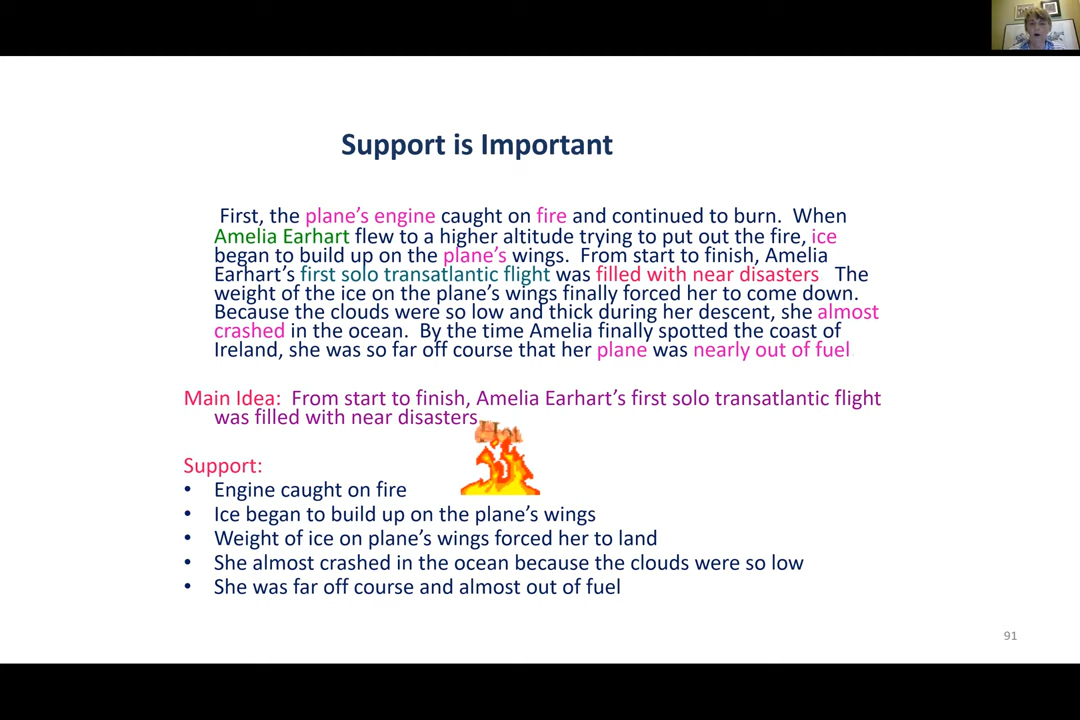 Support is Important
First, the plane's engine caught on fire and continued to burn.  When
Amelia Earhart flew to a higher altitude trying to put out the fire, ice
began to build up on the plane's wings.  From start to finish, Amelia
Earhart's first solo transatlantic flight was filled with near disasters   The
weight of the ice on the plane's wings finally forced her to come down.
Because the clouds were so low and thick during her descent, she almost
crashed in the ocean.  By the time Amelia finally spotted the coast of
Ireland, she was so far off course that her plane was nearly out of fuel
Main Idea:  From start to finish, Amelia Earhart's first solo transatlantic flight
was filled with near disasters.
Hot
Support:
• Engine caught on fire
• Ice began to build up on the plane's wings
• Weight of ice on plane's wings forced her to land
• She almost crashed in the ocean because the clouds were so low
• She was far off course and almost out of fuel
91